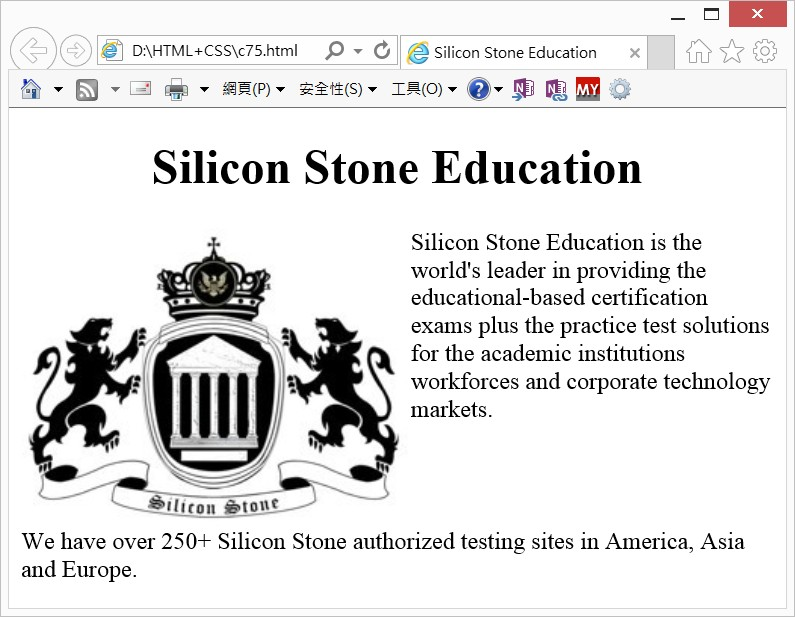 D:\HTML+CSS\c75.html
Silicon Stone Education
網頁(P) 安全性(S) 工具(O) ? N N MY
Silicon Stone Education
Silicon Stone Education is the
world's leader in providing the
educational-based certification
exams plus the practice test solutions
for the academic institutions
workforces and corporate technology
markets.
Silicon Stone
We have over 250+ Silicon Stone authorized testing sites in America, Asia
and Europe.